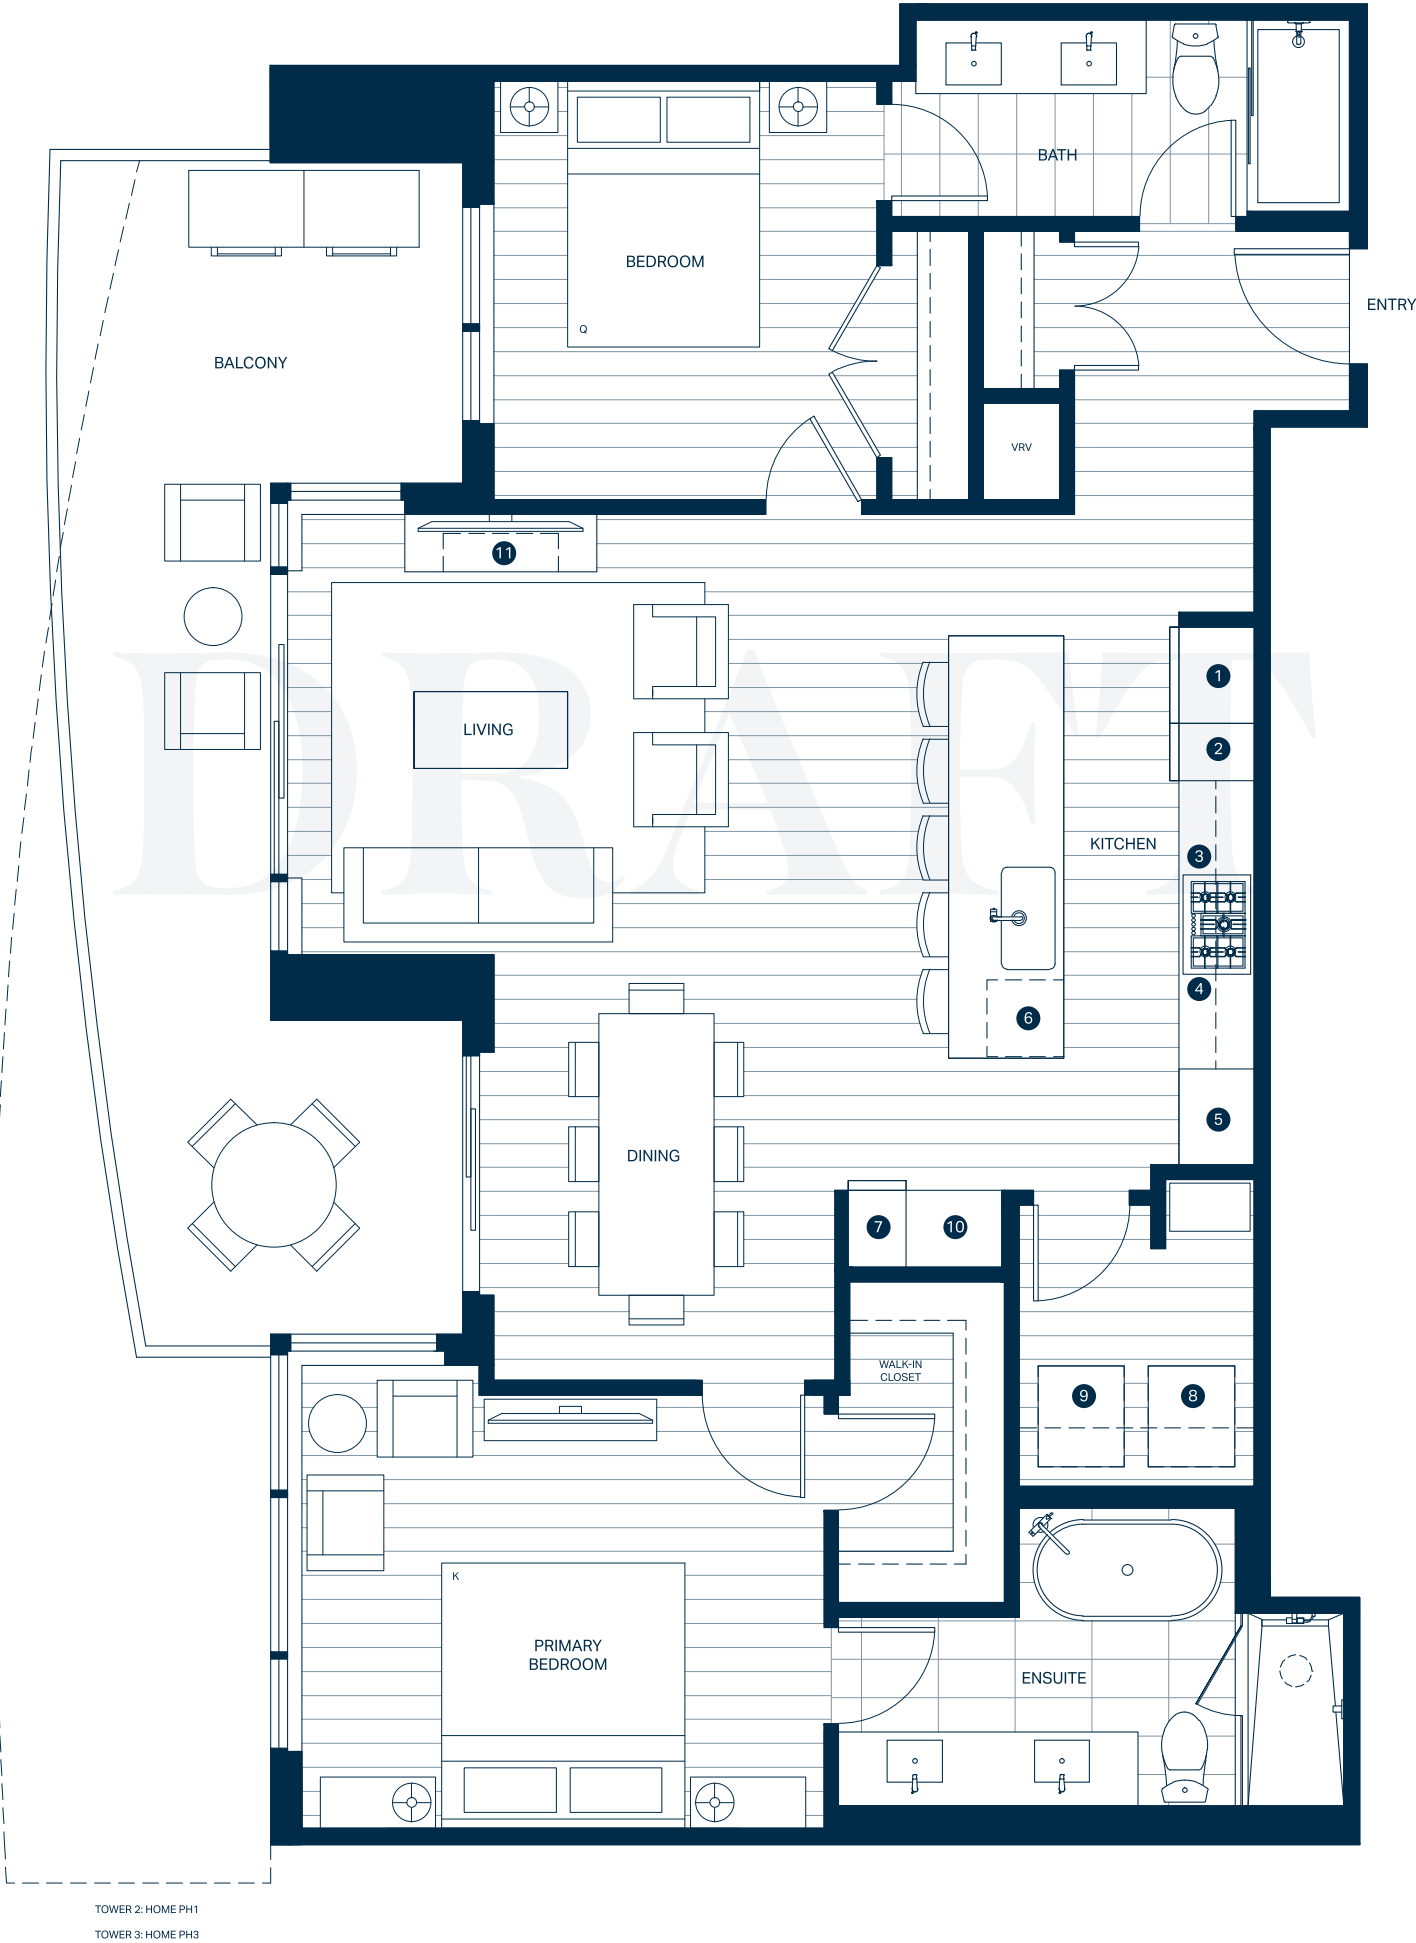 BATH
BEDROOM
Q
ENTRY
BALCONY
VRV
11
1
LIVING
2
KITCHEN
3
4
6
5
DINING
7
10
WALK-IN
CLOSET
9
8
K
PRIMARY
BEDROOM
ENSUITE
DRAFT
TOWER 2: HOME PH1
TOWER 3: HOME PH3